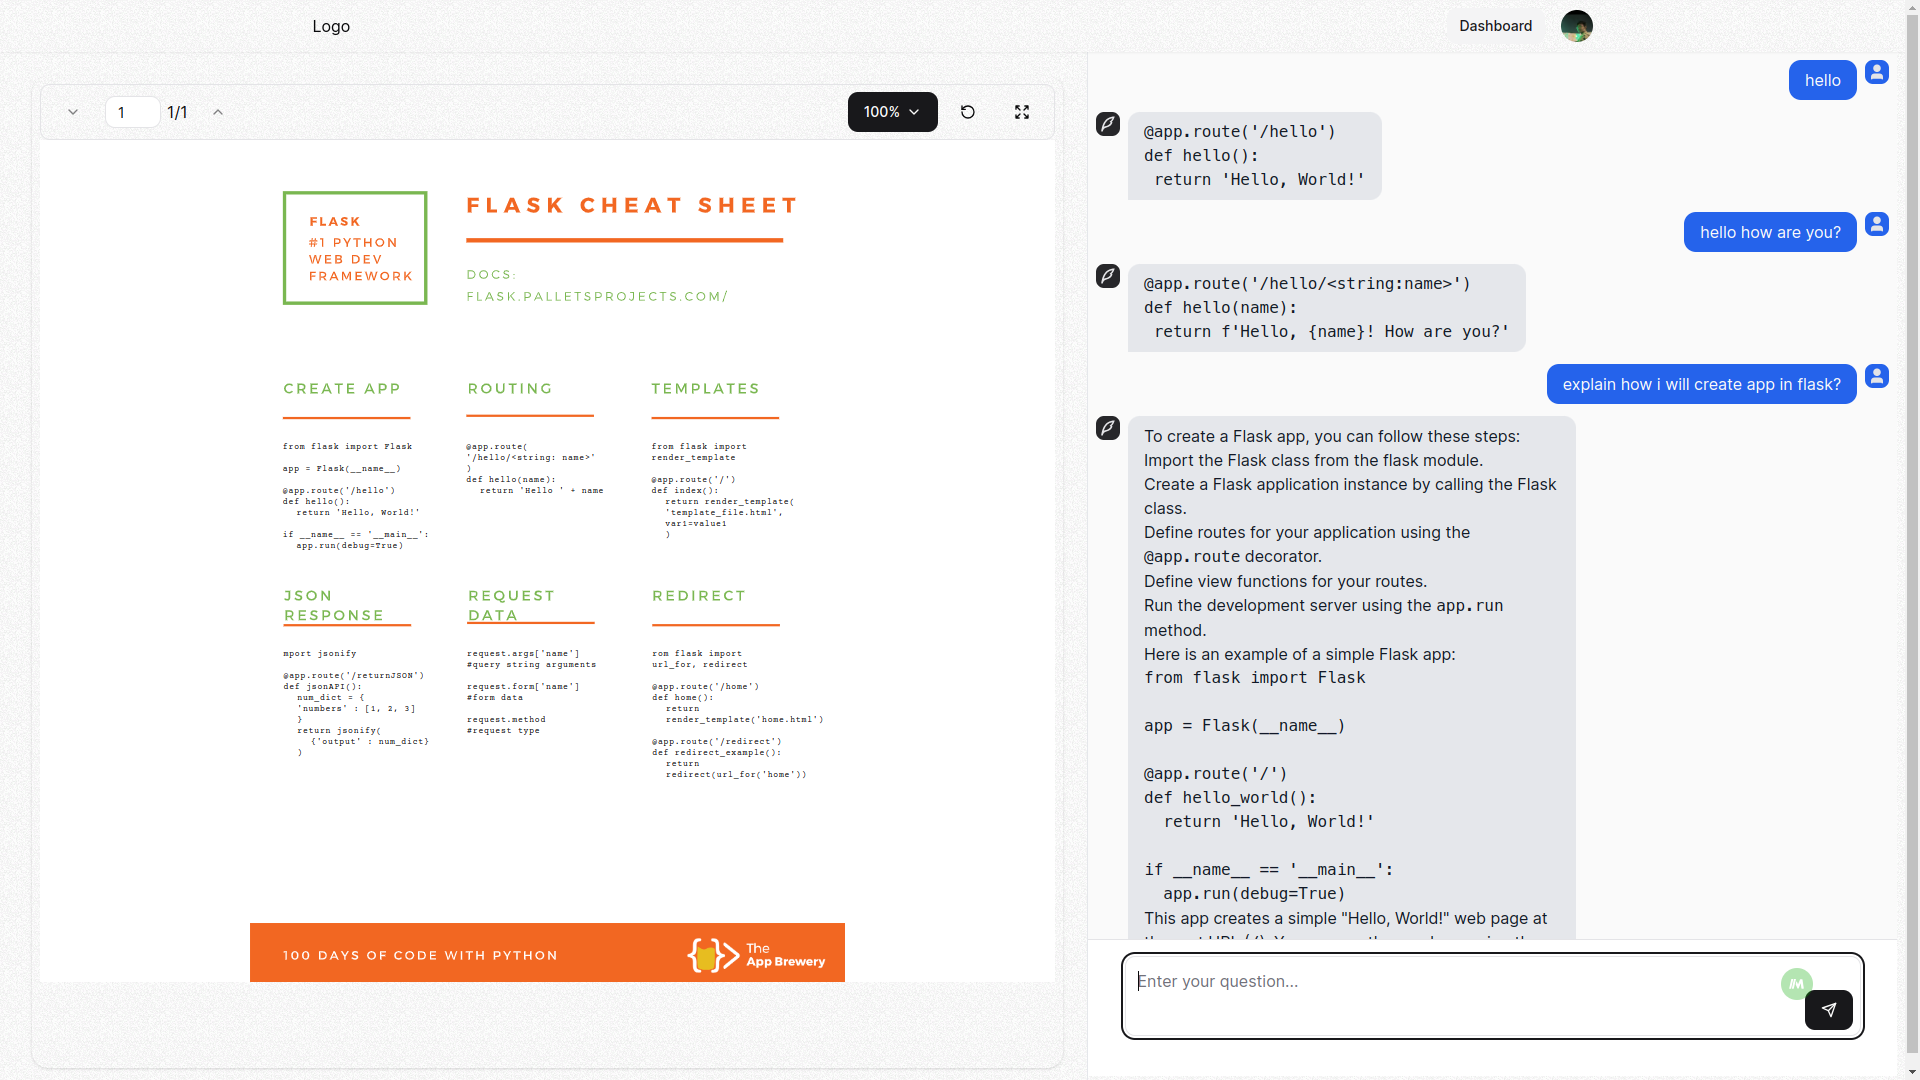 Logo
Dashboard
1
1/1
100%
FLASK
#1 PYTHON
WEB DEV
FRAMEWORK
FLASK CHEAT SHEET
DOCS:
FLASK.PALLETSPROJECTS.COM/
CREATE APP
from flask import Flask
app = Flask(__name__)
@app.route('/hello')
def hello():
return 'Hello, World!'
if __name__ == '__main__':
app.run(debug=True)
ROUTING
@app.route(
'/hello/<string: name>'
)
def hello(name):
return 'Hello ' + name
TEMPLATES
from flask import
render_template
@app.route('/')
def index():
return render_template(
'template_file.html',
var1=value1
)
JSON
RESPONSE
mport jsonify
@app.route('/returnJSON')
def jsonAPI():
num_dict = {
'numbers' : [1, 2, 3]
}
return jsonify(
{'output' : num_dict}
)
REQUEST
DATA
request.args['name']
#query string arguments
request.form['name']
#form data
request.method
#request type
REDIRECT
rom flask import
url_for, redirect
@app.route('/home')
def home():
return
render_template('home.html')
@app.route('/redirect')
def redirect_example():
return
redirect(url_for('home'))
100 DAYS OF CODE WITH PYTHON
The
App Brewery
hello
@app.route('/hello')
def hello():
return 'Hello, World!'
hello how are you?
@app.route('/hello/<string:name>')
def hello(name):
return f'Hello, {name}! How are you?'
explain how i will create app in flask?
To create a Flask app, you can follow these steps:
Import the Flask class from the flask module.
Create a Flask application instance by calling the Flask
class.
Define routes for your application using the
@app.route decorator.
Define view functions for your routes.
Run the development server using the app.run
method.
Here is an example of a simple Flask app:
from flask import Flask
app = Flask(__name__)
@app.route('/')
def hello_world():
return 'Hello, World!'
if __name__ == '__main__':
app.run(debug=True)
This app creates a simple "Hello, World!" web page at
Enter your question...